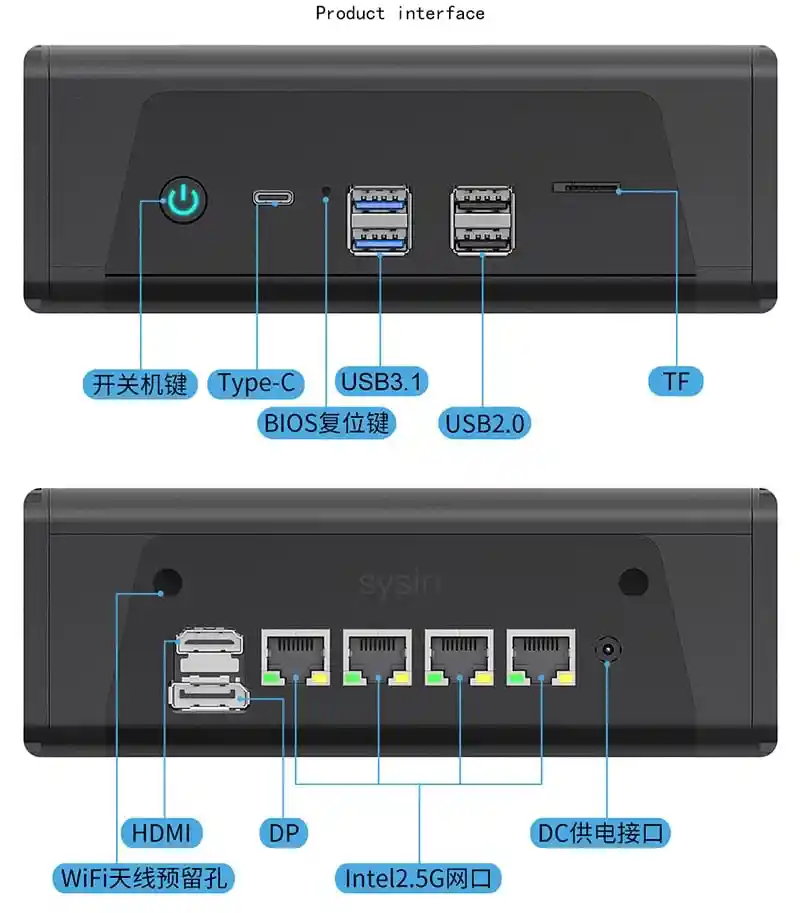 Product interface
开关机键
Type-C
USB3.1
TF
BIOS复位键
USB2.0
sysin
HDMI
DP
DC供电接口
WiFi天线预留孔
Intel2.5G网口